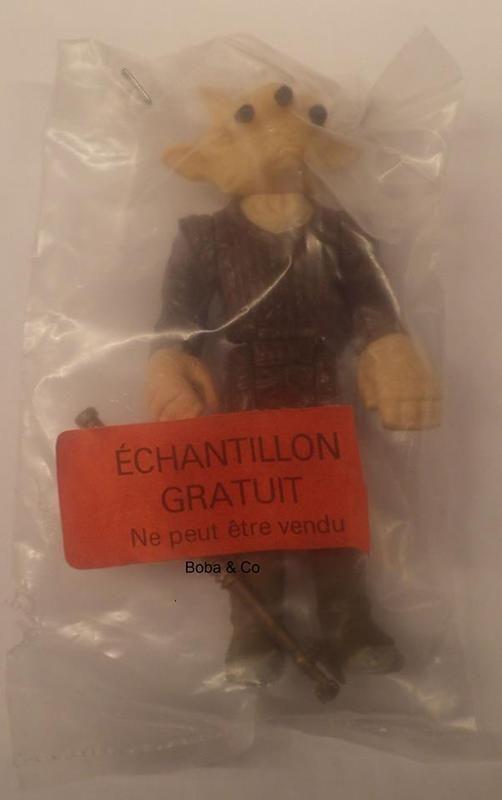 ÉCHANTILLON
GRATUIT
Ne peut être vendu
Boba & Co